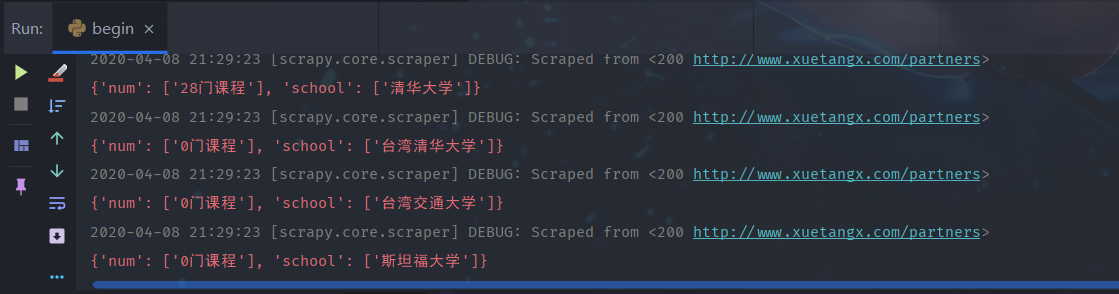 Run: begin ×
2020-04-08 21:29:23 [scrapy.core.scraper] DEBUG: Scraped from <200 http://www.xuetangx.com/partners>
{'num': ['28门课程'], 'school': ['清华大学']}
2020-04-08 21:29:23 [scrapy.core.scraper] DEBUG: Scraped from <200 http://www.xuetangx.com/partners>
{'num': ['0门课程'], 'school': ['台湾清华大学']}
2020-04-08 21:29:23 [scrapy.core.scraper] DEBUG: Scraped from <200 http://www.xuetangx.com/partners>
{'num': ['0门课程'], 'school': ['台湾交通大学']}
2020-04-08 21:29:23 [scrapy.core.scraper] DEBUG: Scraped from <200 http://www.xuetangx.com/partners>
{'num': ['0门课程'], 'school': ['斯坦福大学']}